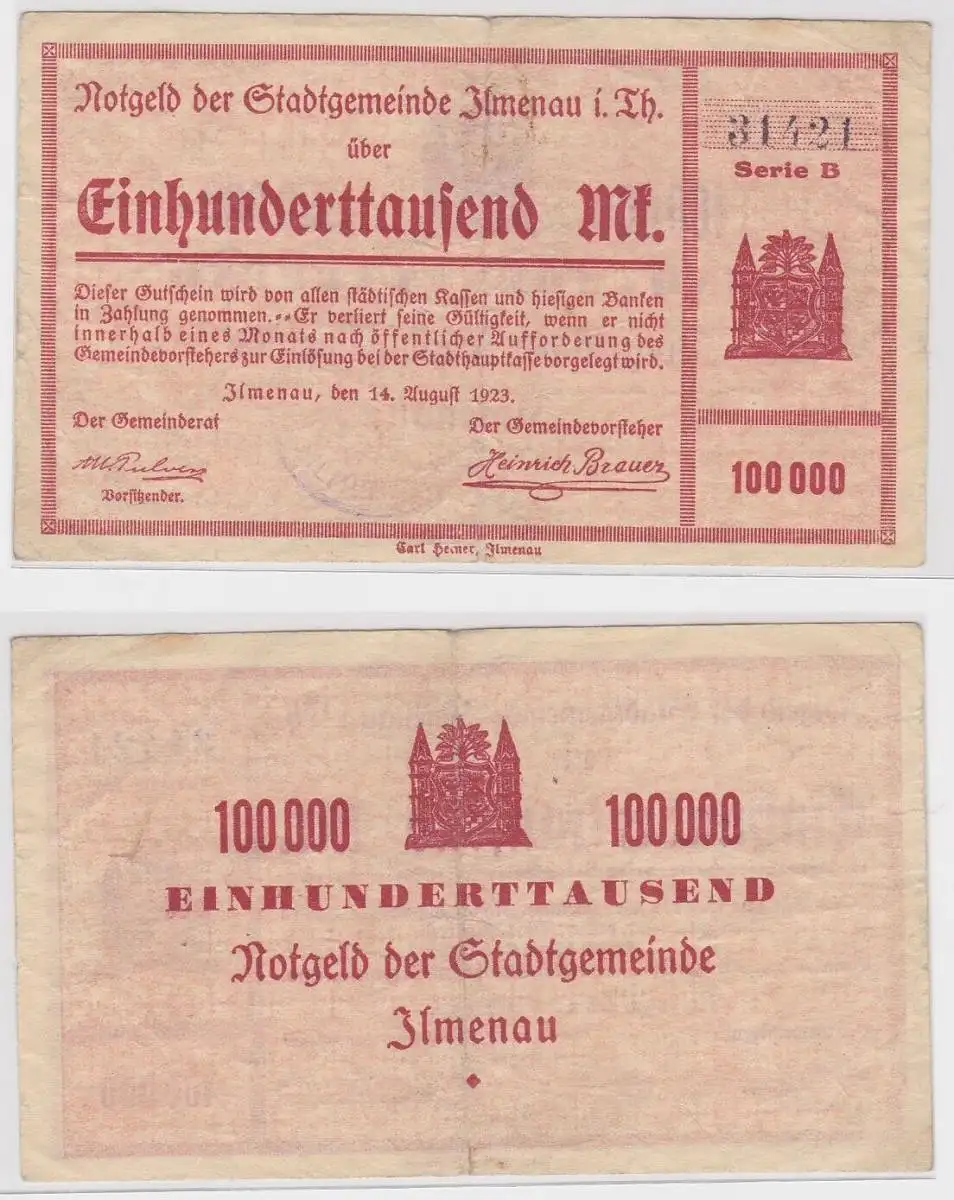 Notgeld der Stadtgemeinde Ilmenau i. Th.
über
Einhunderttausend Mk.
Dieser Gutschein wird von allen städtischen Kassen und hiesigen Banken
in Zahlung genommen. Er verliert seine Gültigkeit, wenn er nicht
innerhalb eines Monats nach öffentlicher Aufforderung des
Gemeindevorstehers zur Einlösung bei der Stadthauptkasse vorgelegt wird.
Ilmenau, den 14. August 1923.
Der Gemeinderat
Vorsitzender.
Der Gemeindevorsteher
Heinrich Brauer
31421
Serie B
100 000
Carl Ilmenau
100 000
100 000
EINHUNDERTTAUSEND
Notgeld der Stadtgemeinde
Ilmenau